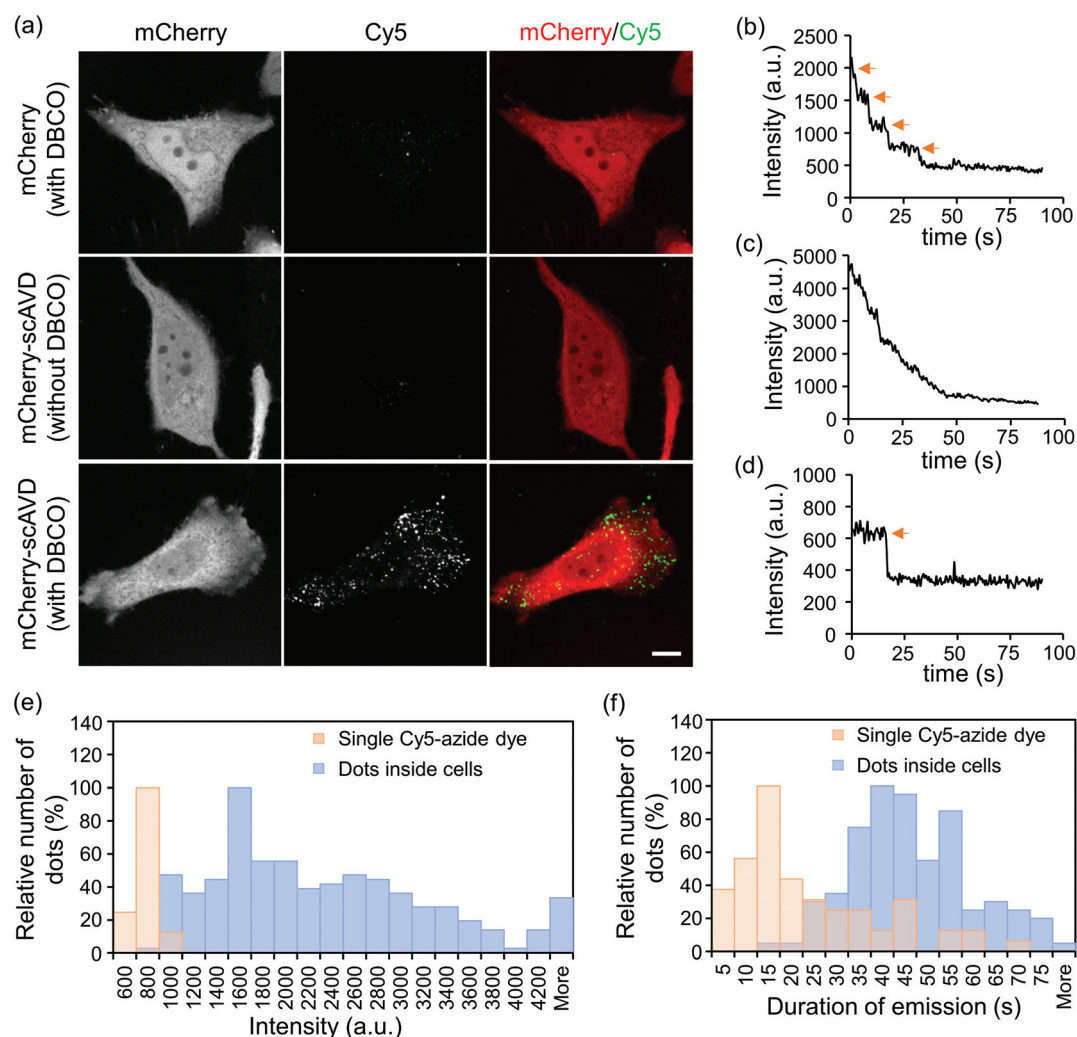 (a)
mCherry
Cy5
mCherry/Cy5
mCherry
(with DBCO)
mCherry-scAVD
(without DBCO)
mCherry-scAVD
(with DBCO)
(b)
Intensity (a.u.)
2500
2000
1500
1000
500
0
0 25 50 75 100
time (s)
(c)
Intensity (a.u.)
5000
4000
3000
2000
1000
0
0 25 50 75 100
time (s)
(d)
Intensity (a.u.)
800
600
400
200
0
0 25 50 75 100
time (s)
(e)
Relative number of
dots (%)
140
120
100
80
60
40
20
0
Single Cy5-azide dye
Dots inside cells
600 800 1000 1200 1400 1600 1800 2000 2200 2400 2600 2800 3000 3200 3400 3600 3800 4000 4200 More
Intensity (a.u.)
(f)
Relative number of
dots (%)
140
120
100
80
60
40
20
0
Single Cy5-azide dye
Dots inside cells
5 10 15 20 25 30 35 40 45 50 55 60 65 70 75 More
Duration of emission (s)